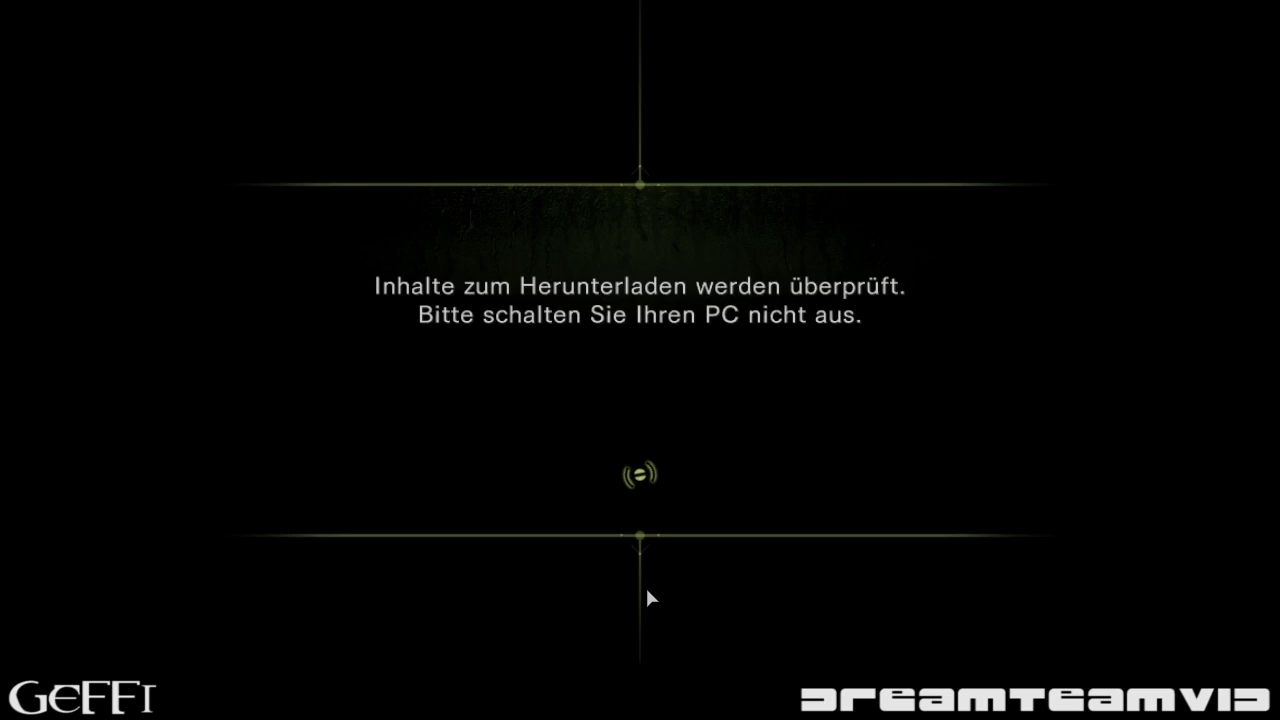 Inhalte zum Herunterladen werden überprüft.
Bitte schalten Sie Ihren PC nicht aus.
GEFFI
DREAMTEAMVID